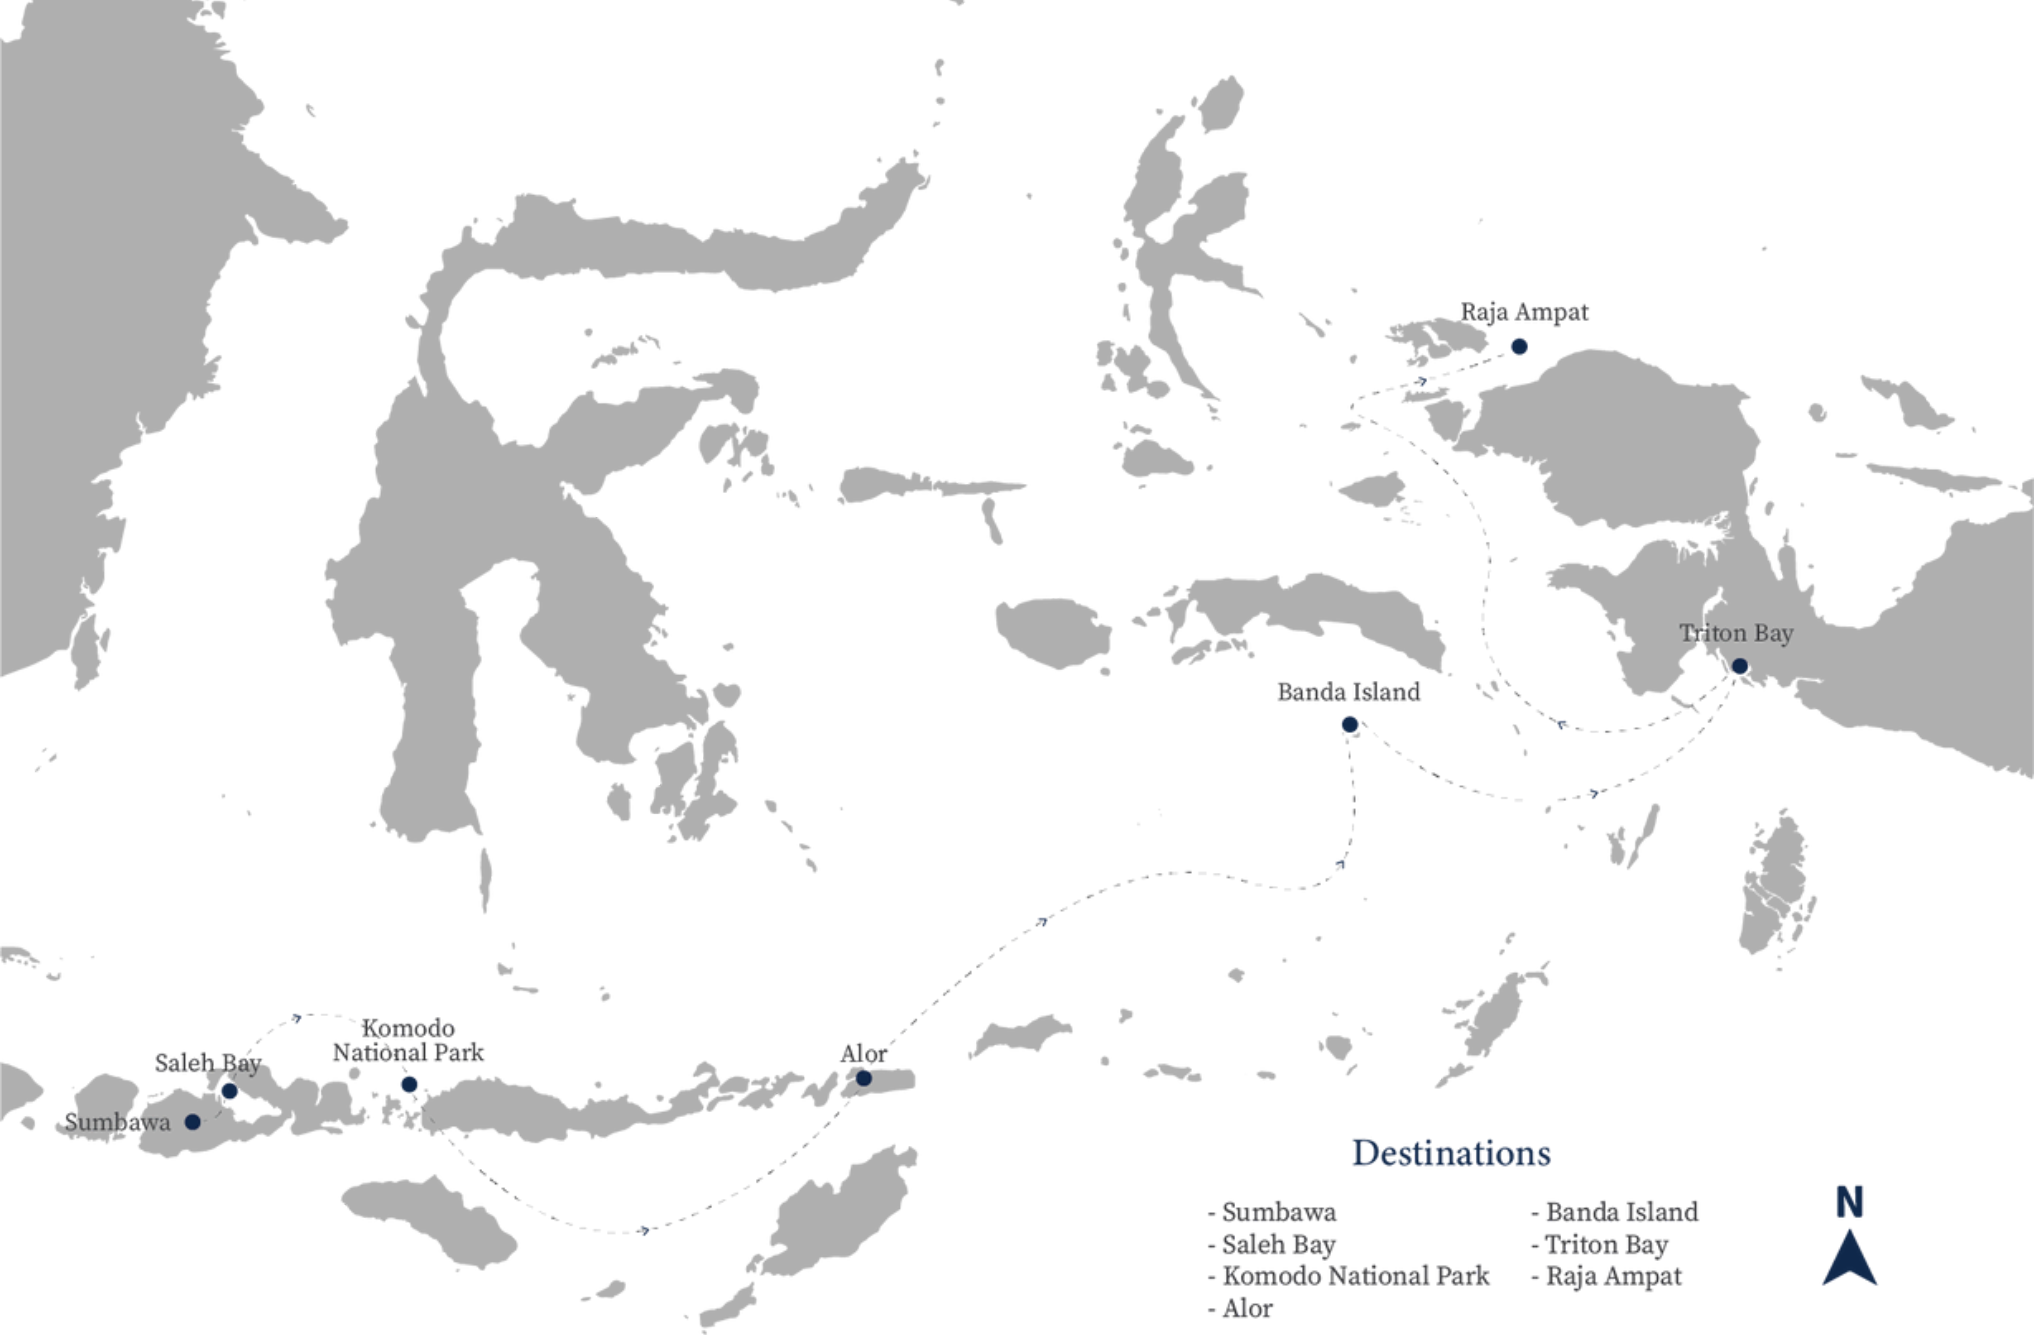 Raja Ampat
Triton Bay
Banda Island
Komodo
National Park
Saleh Bay
Alor
Sumbawa
Destinations
- Sumbawa
- Saleh Bay
- Komodo National Park
- Alor
- Banda Island
- Triton Bay
- Raja Ampat
N